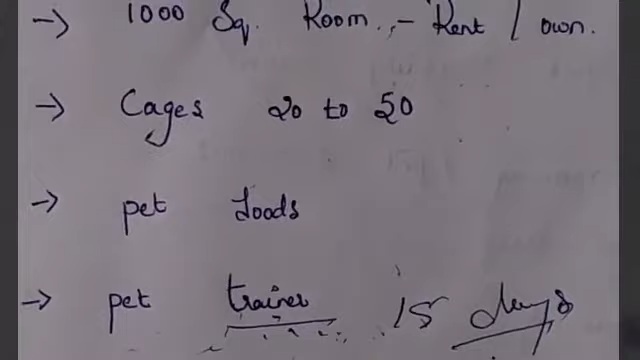 → 1000 Sq. Room. - Rent / own.
→ Cages 20 to 50
→ pet foods
→ pet trainer 15 days